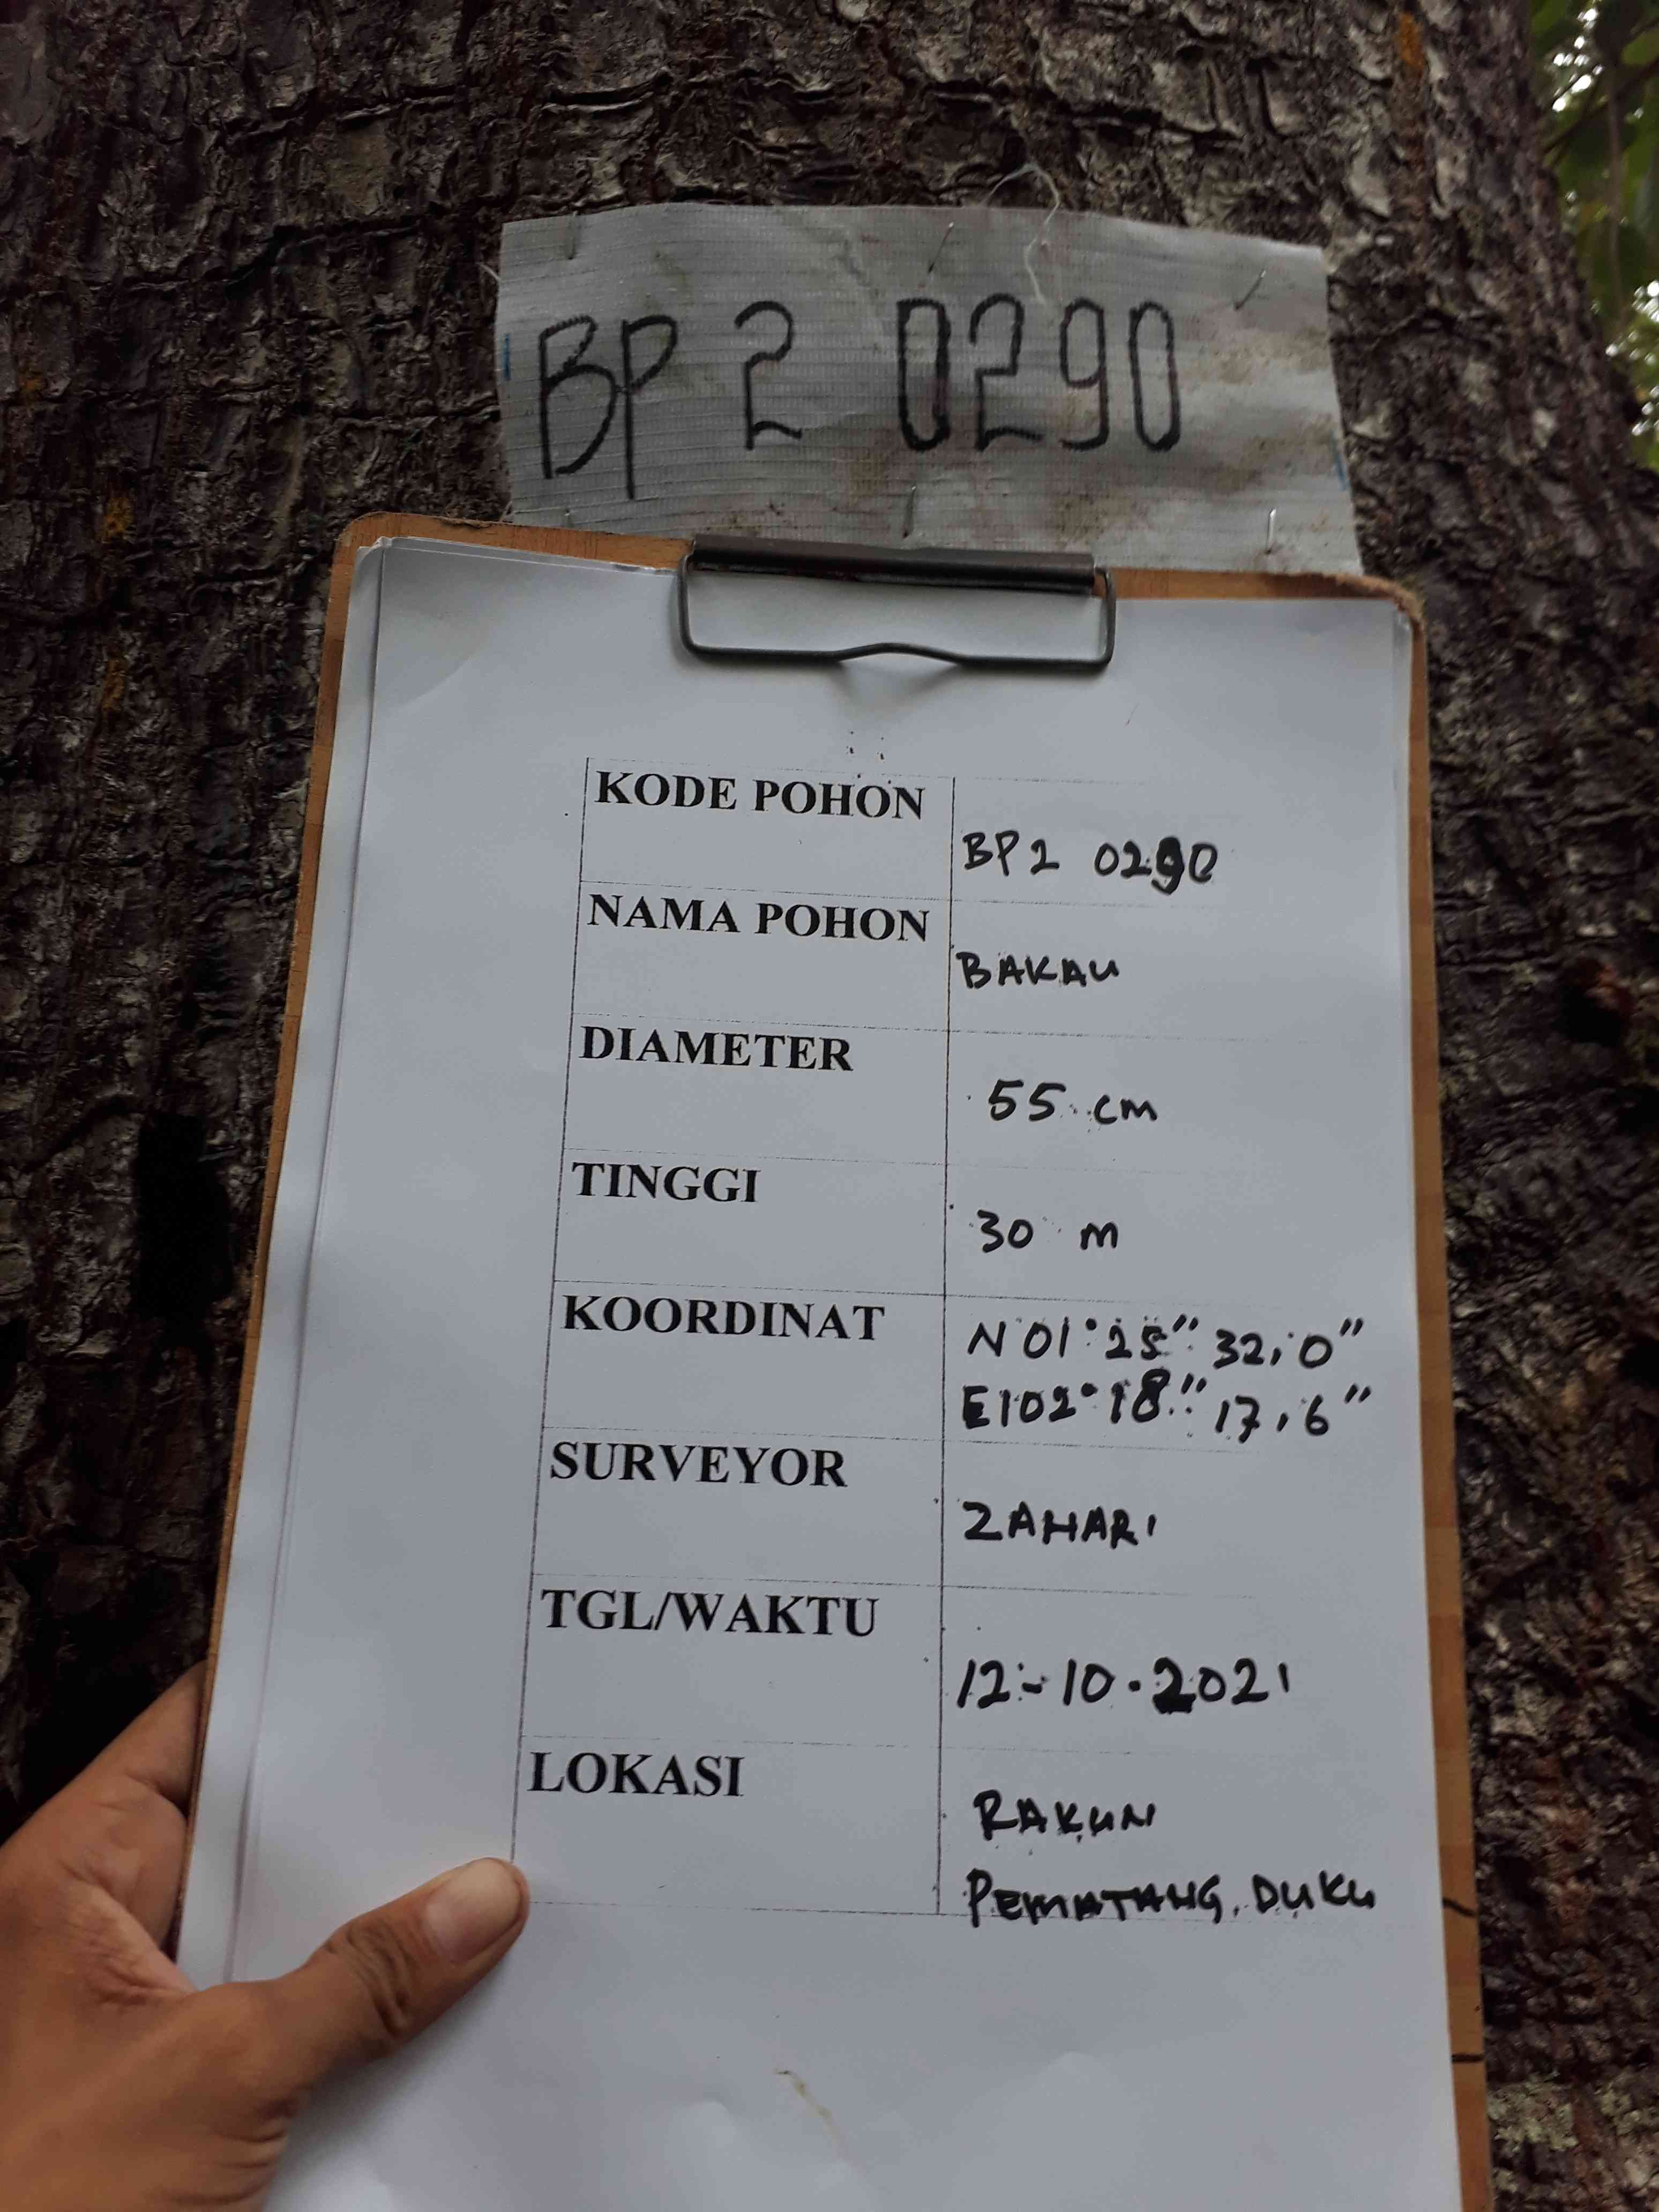 BP 2 0290
KODE POHON
BP2 0290
NAMA POHON
BAKAU
DIAMETER
55 cm
TINGGI
30 m
KOORDINAT
N 01°25" 32,0"
E102°18" 17,6"
SURVEYOR
ZAHARI
TGL/WAKTU
12-10-2021
LOKASI
RAKUN
PEMATANG DUKU